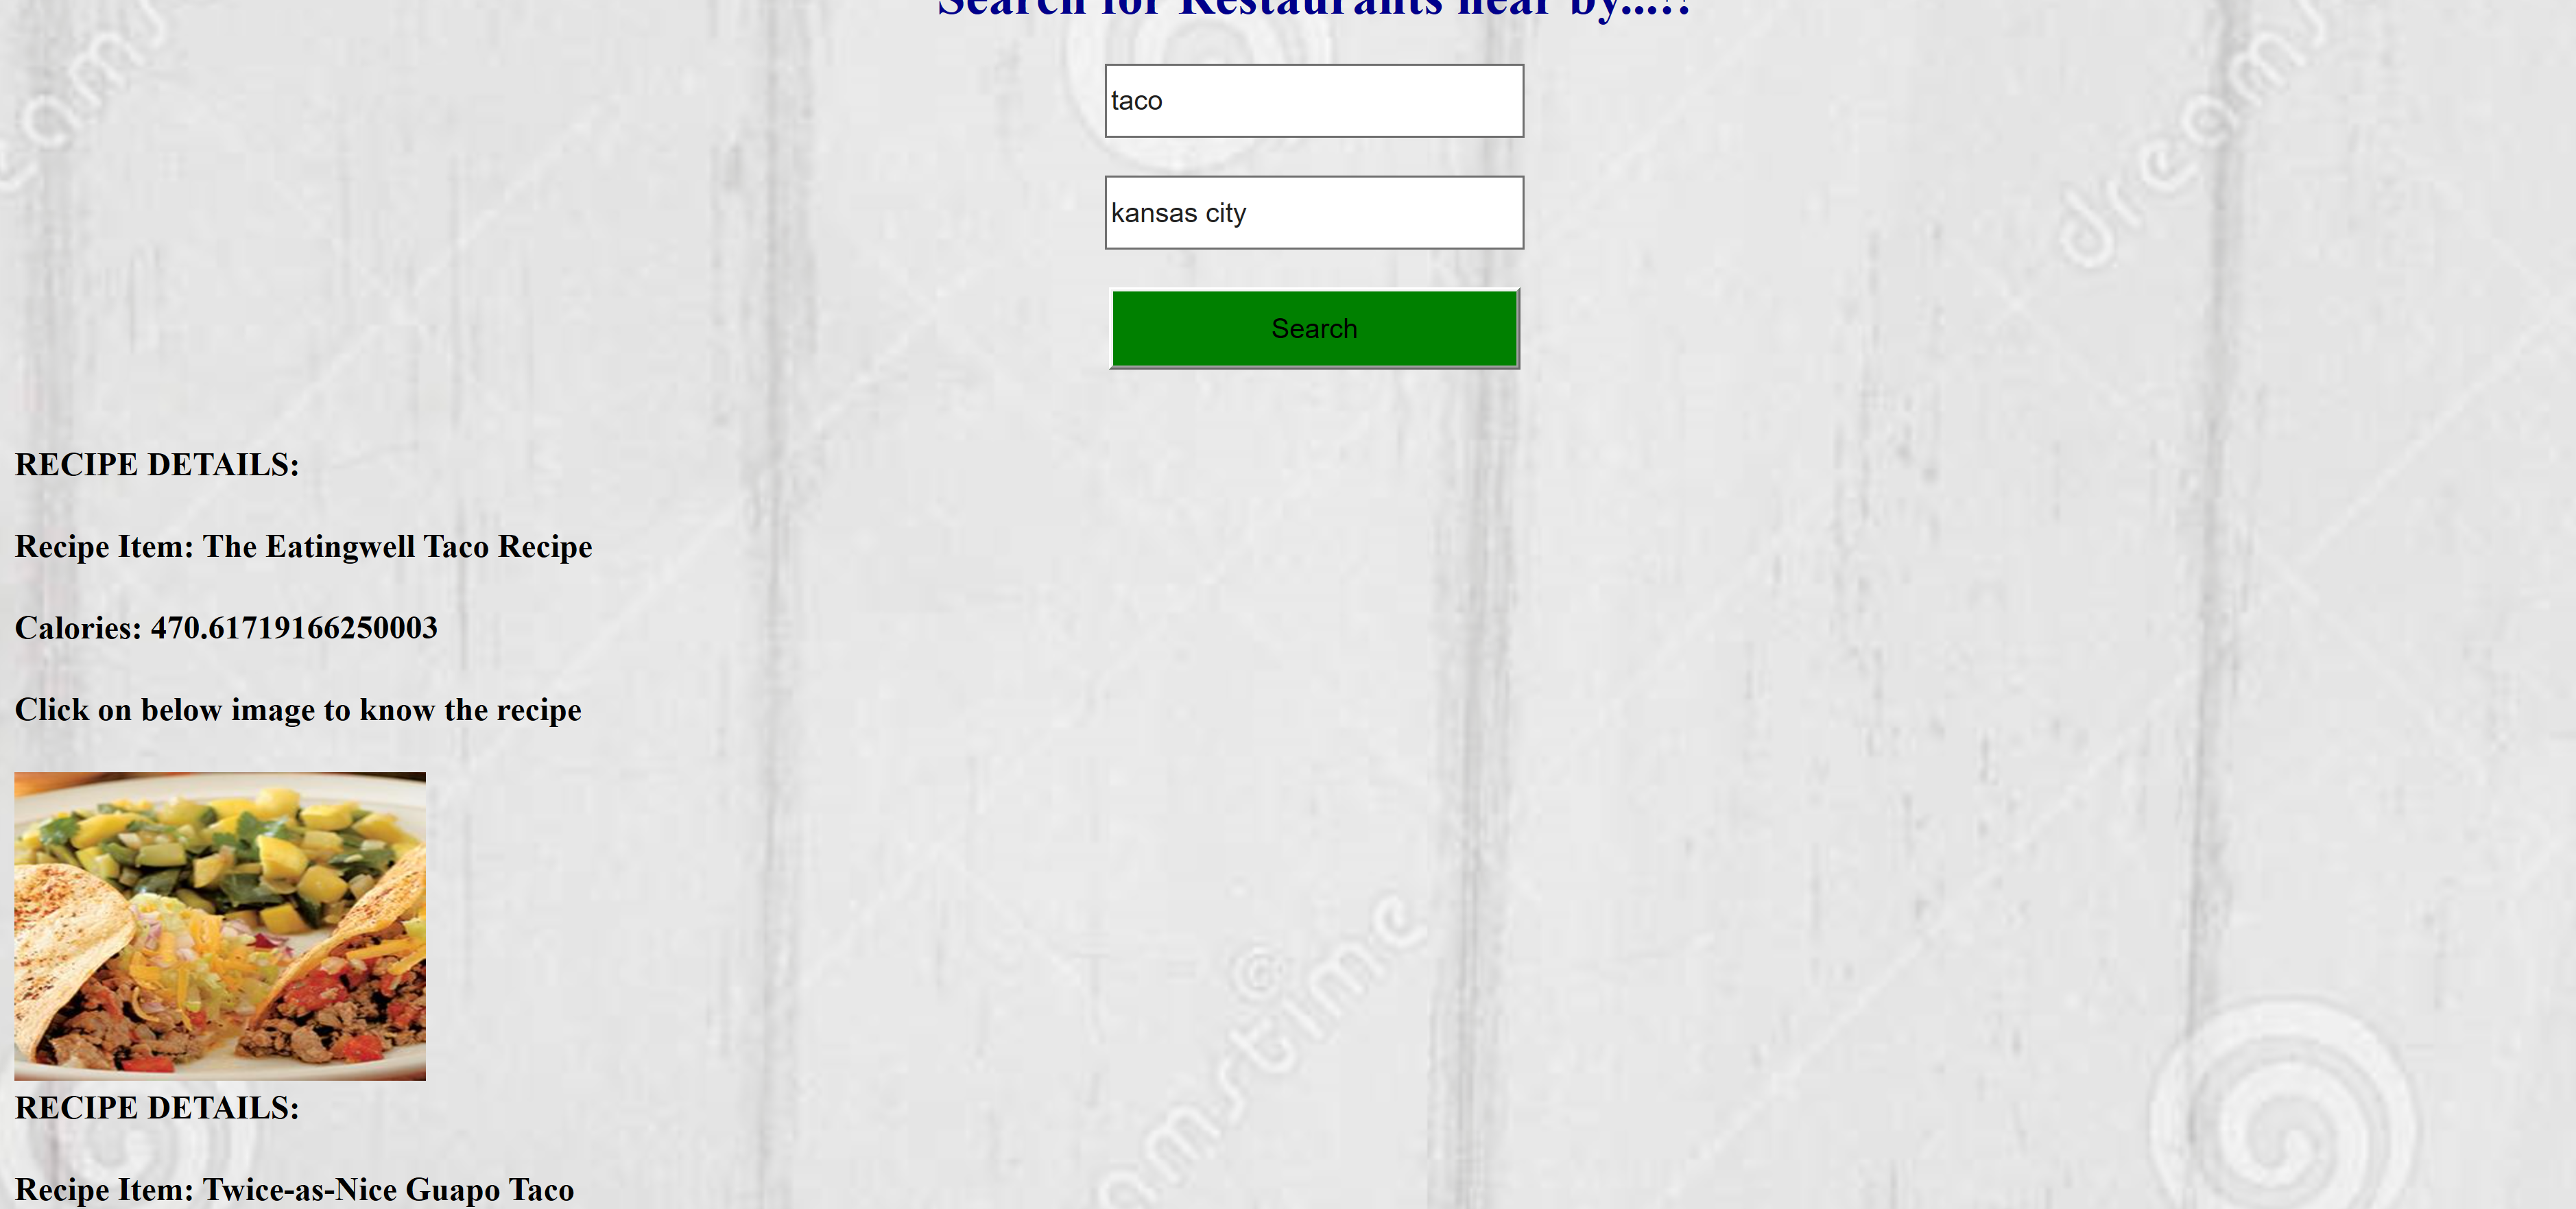 Search for Restaurants near by...!!
taco
kansas city
Search
RECIPE DETAILS:
Recipe Item: The Eatingwell Taco Recipe
Calories: 470.61719166250003
Click on below image to know the recipe
©
RECIPE DETAILS:
Recipe Item: Twice-as-Nice Guapo Taco